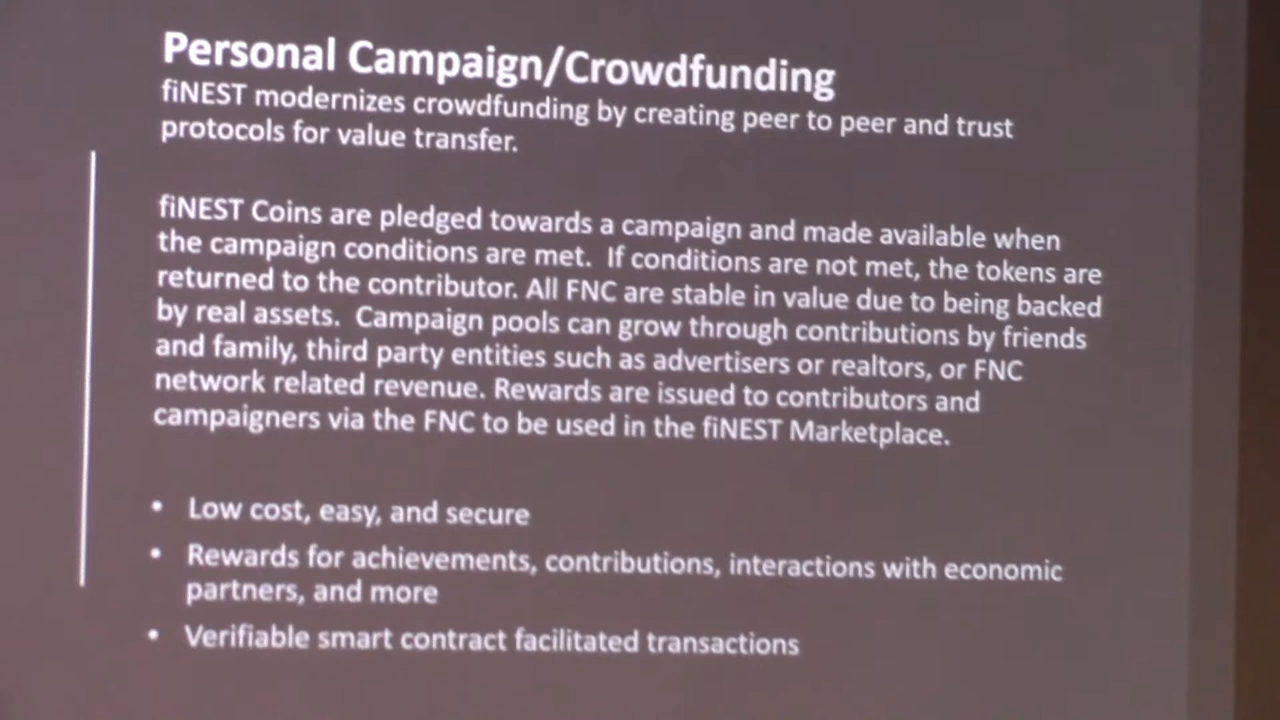 Personal Campaign/Crowdfunding
fiNEST modernizes crowdfunding by creating peer to peer and trust
protocols for value transfer.
fiNEST Coins are pledged towards a campaign and made available when
the campaign conditions are met.  If conditions are not met, the tokens are
returned to the contributor. All FNC are stable in value due to being backed
by real assets.  Campaign pools can grow through contributions by friends
and family, third party entities such as advertisers or realtors, or FNC
network related revenue. Rewards are issued to contributors and
campaigners via the FNC to be used in the fiNEST Marketplace.
• Low cost, easy, and secure
• Rewards for achievements, contributions, interactions with economic
partners, and more
• Verifiable smart contract facilitated transactions